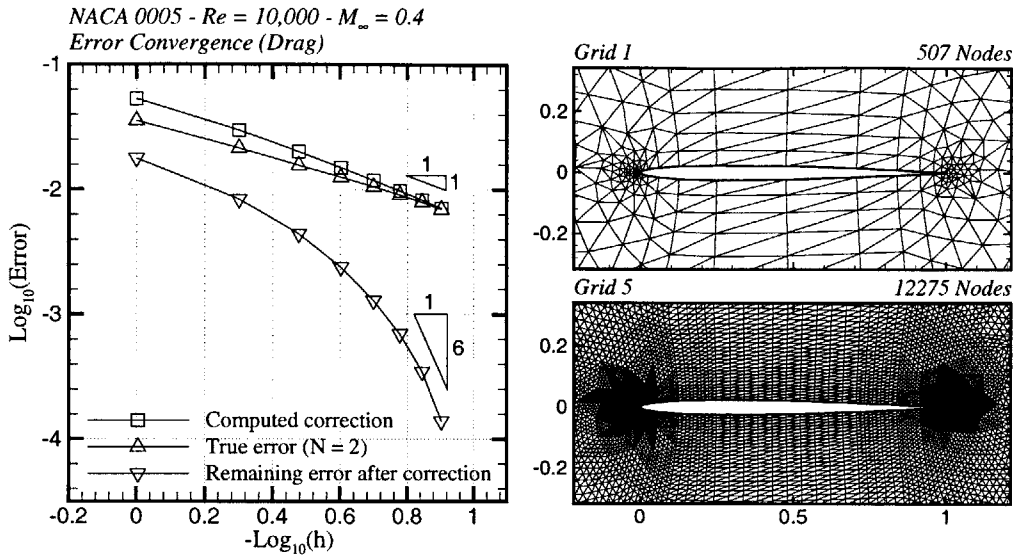 NACA 0005 - Re = 10,000 - M∞ = 0.4
Error Convergence (Drag)
-1
-2
-3
-4
Log10(Error)
1
1
1
6
Computed correction
True error (N = 2)
Remaining error after correction
-0.2 0 0.2 0.4 0.6 0.8 1
-Log10(h)
Grid 1 507 Nodes
0.2
0
-0.2
Grid 5 12275 Nodes
0.2
0
-0.2
0 0.5 1